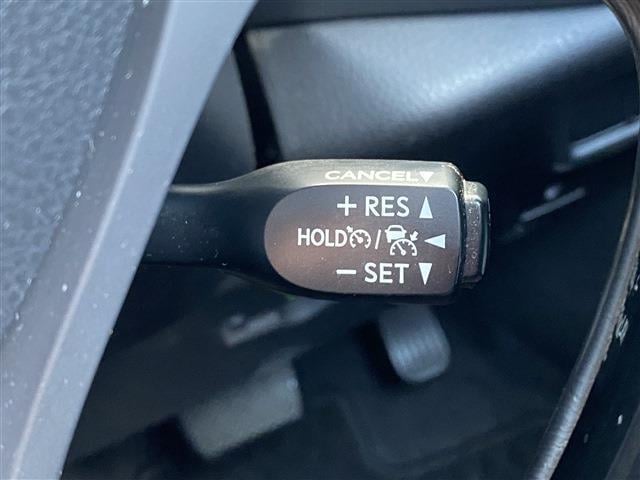 CANCEL▼
+ RES ▲
HOLD / ◄
− SET ▼